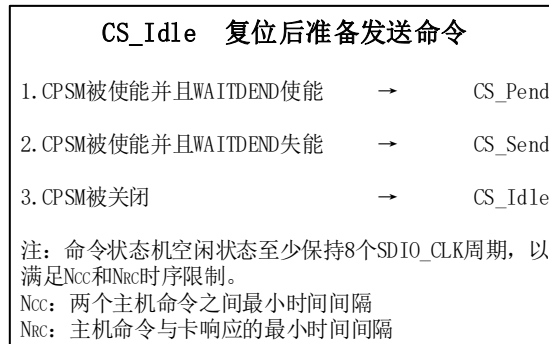 CS_Idle 复位后准备发送命令
1.CPSM被使能并且WAITDEND使能 → CS_Pend
2.CPSM被使能并且WAITDEND失能 → CS_Send
3.CPSM被关闭 → CS_Idle
注：命令状态机空闲状态至少保持8个SDIO_CLK周期，以
满足NCC和NRC时序限制。
NCC：两个主机命令之间最小时间间隔
NRC：主机命令与卡响应的最小时间间隔